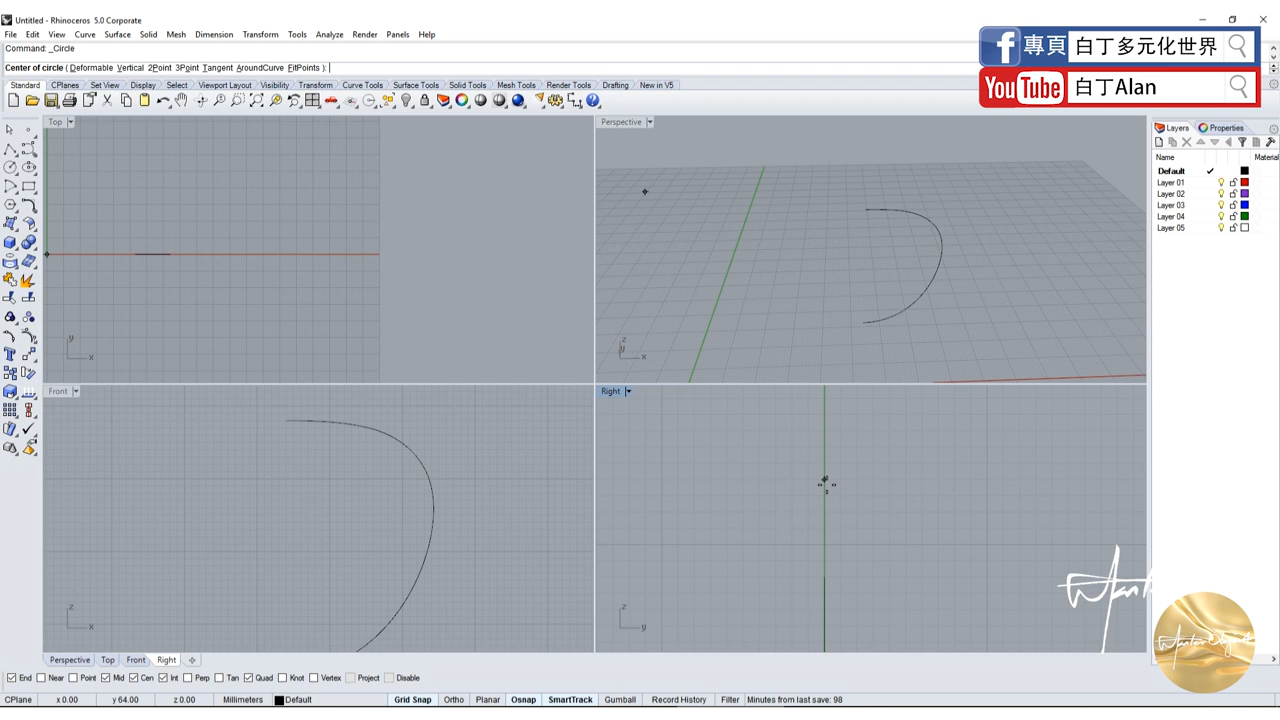 Untitled - Rhinoceros 5.0 Corporate
File Edit View Curve Surface Solid Mesh Dimension Transform Tools Analyze Render Panels Help
Command: _Circle
Center of circle ( Deformable Vertical 2Point 3Point Tangent AroundCurve FitPoints ):
專頁 白丁多元化世界
YouTube 白丁Alan
Standard CPlanes Set View Display Select Viewport Layout Visibility Transform Curve Tools Surface Tools Solid Tools Mesh Tools Render Tools Drafting New in V5
Top
Perspective
Layers Properties
Name Material
Default
Layer 01
Layer 02
Layer 03
Layer 04
Layer 05
y
x
z
y
x
Front
Right
z
x
z
y
Perspective Top Front Right
End Near Point Mid Cen Int Perp Tan Quad Knot Vertex Project Disable
CPlane x 0.00 y 64.00 z 0.00 Millimeters Default Grid Snap Ortho Planar Osnap SmartTrack Gumball Record History Filter Minutes from last save: 98